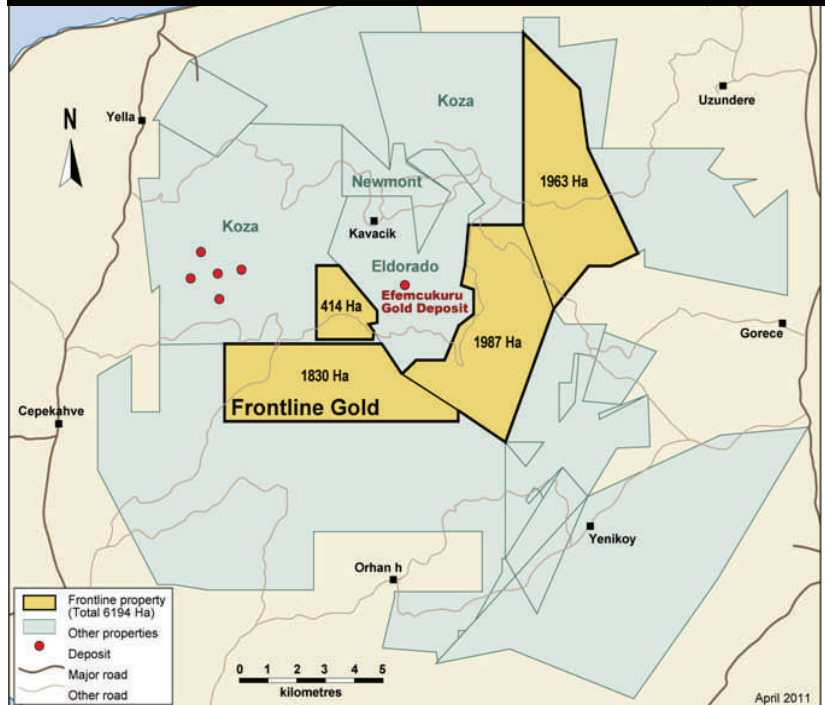 Koza
Uzundere
N
Yella
1963 Ha
Newmont
Kavacik
Koza
Eldorado
Efemcukuru
Gold Deposit
414 Ha
Gorece
1987 Ha
1830 Ha
Frontline Gold
Cepekahve
Yenikoy
Orhan h
Frontline property
(Total 6194 Ha)
Other properties
Deposit
Major road
Other road
0 1 2 3 4 5
kilometres
April 2011